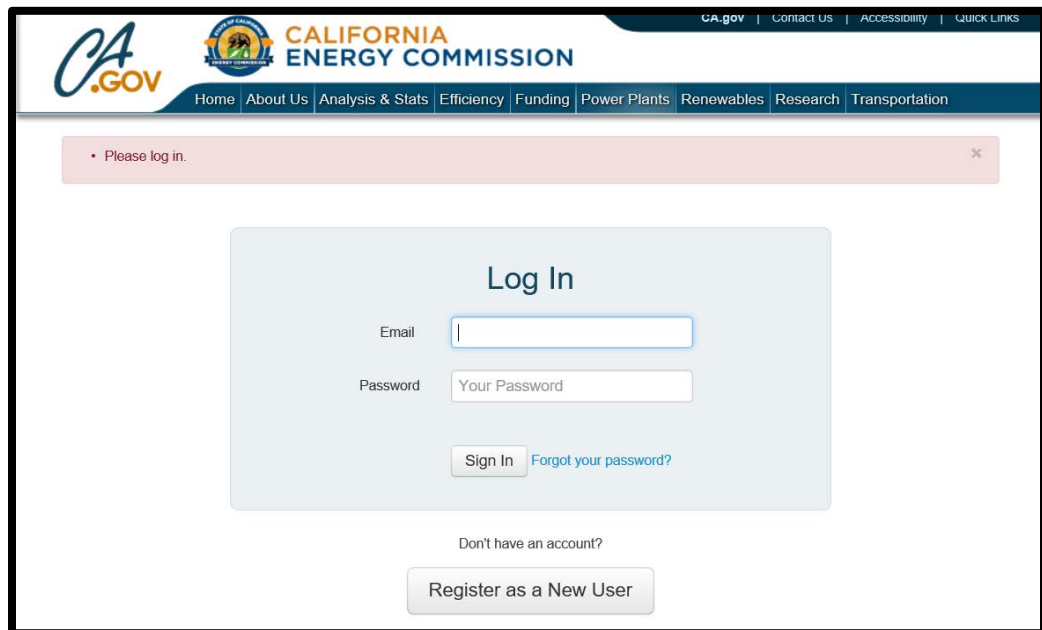 CA.gov | Contact Us | Accessibility | Quick Links
CA
.GOV
CALIFORNIA
ENERGY COMMISSION
Home About Us Analysis & Stats Efficiency Funding Power Plants Renewables Research Transportation
• Please log in. ×
Log In
Email
Password Your Password
Sign In Forgot your password?
Don't have an account?
Register as a New User